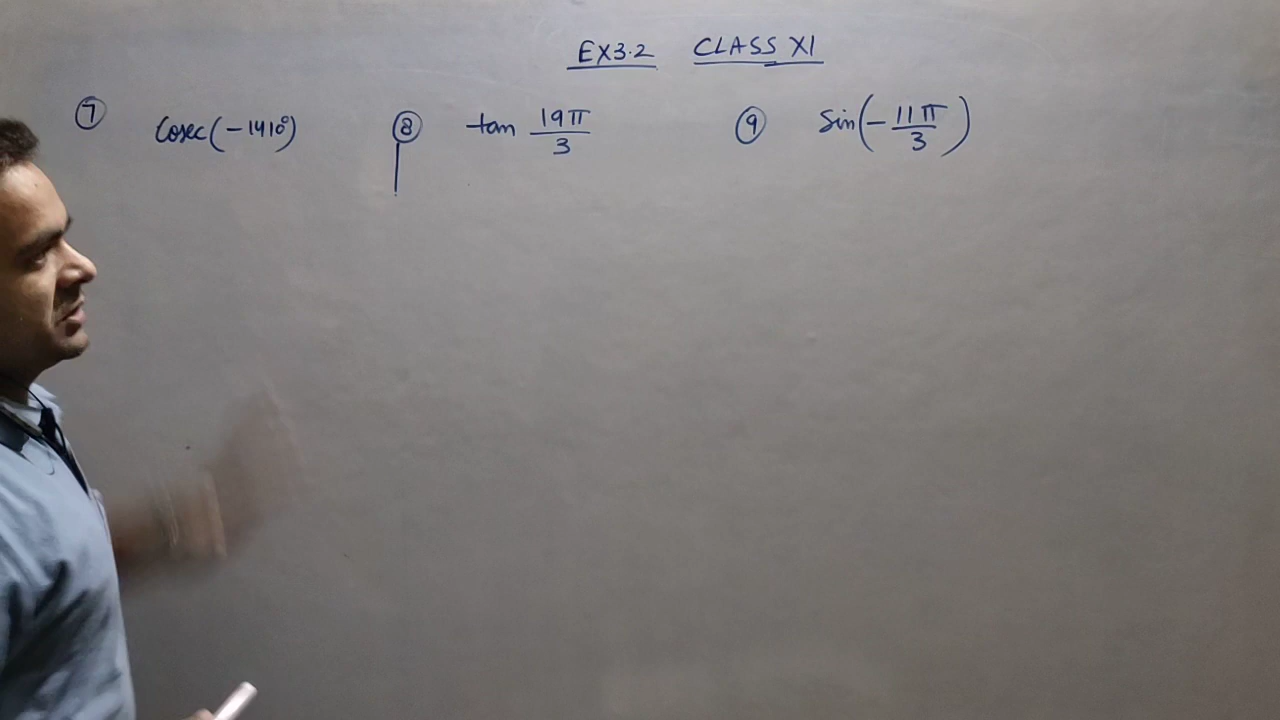 EX3.2 CLASS XI
⑦ Cosec(-1410°) ⑧ tan 19π/3 ⑨ Sin(-11π/3)